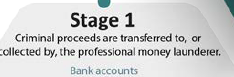 Stage 1
Criminal proceeds are transferred to, or
collected by, the professional money launderer.
Bank accounts